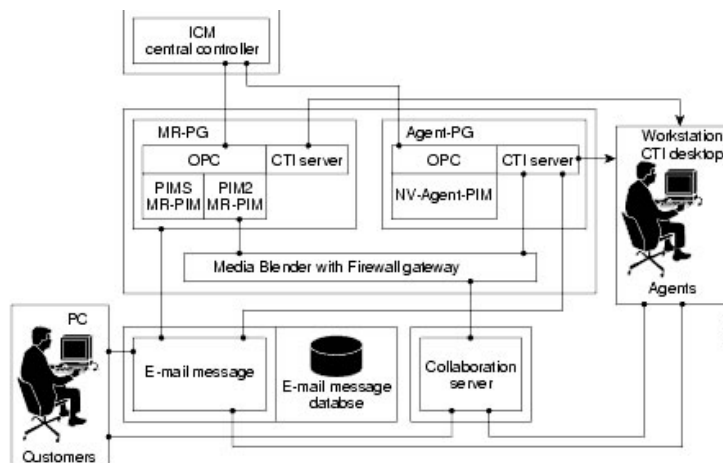 ICM
central controller
MR-PG
Agent-PG
OPC
CTI server
OPC
CTI server
PIMS
MR-PIM
PIM2
MR-PIM
NV-Agent-PIM
Workstation
CTI desktop
Agents
Media Blender with Firewall gateway
PC
Customers
E-mail message
E-mail message
databse
Collaboration
server